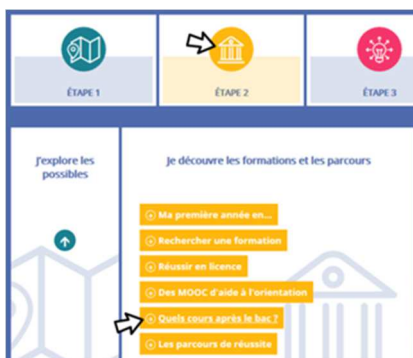 ÉTAPE 1
ÉTAPE 2
ÉTAPE 3
J'explore les
possibles
Je découvre les formations et les parcours
Ma première année en...
Rechercher une formation
Réussir en licence
Des MOOC d'aide à l'orientation
Quels cours après le bac ?
Les parcours de réussite